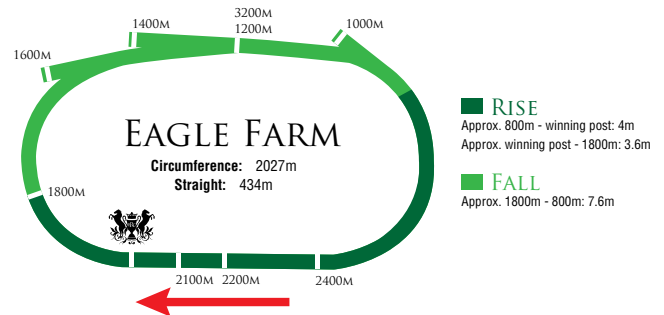 3200M
1200M
1400M
1000M
1600M
EAGLE FARM
Circumference: 2027m
Straight: 434m
1800M
2100M
2200M
2400M
RISE
Approx. 800m - winning post: 4m
Approx. winning post - 1800m: 3.6m
FALL
Approx. 1800m - 800m: 7.6m